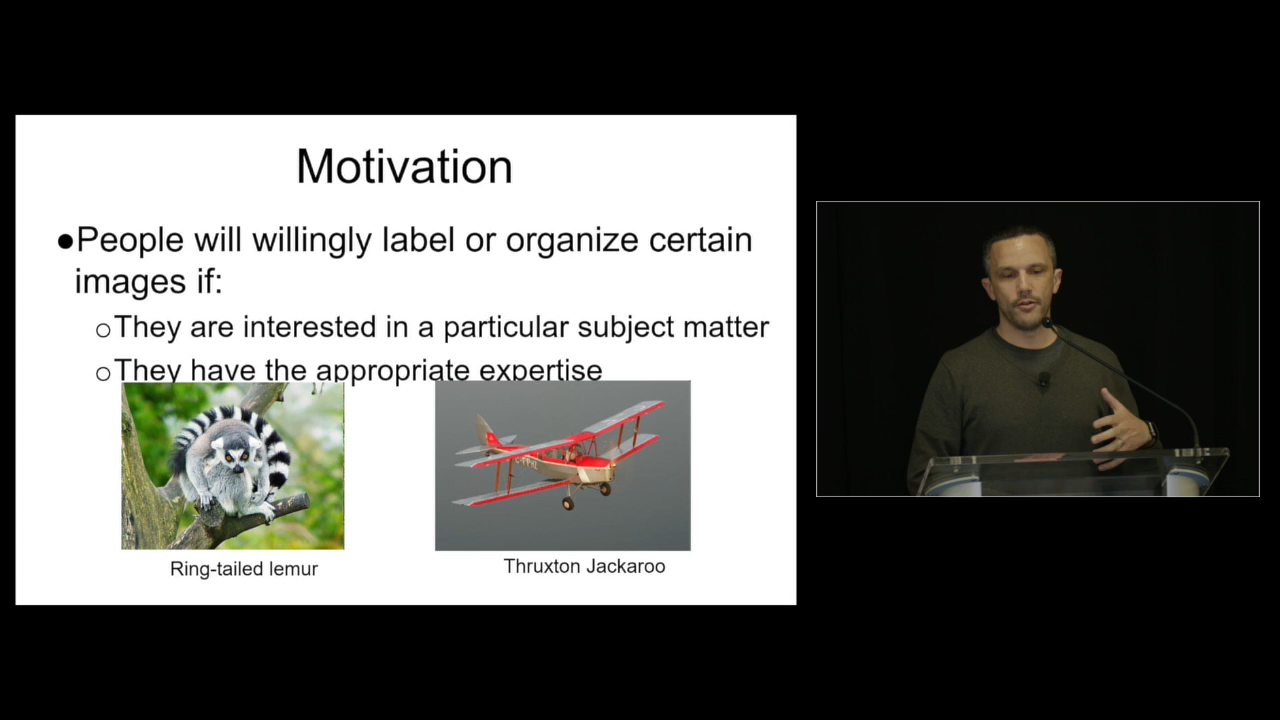 Motivation
●People will willingly label or organize certain
images if:
○They are interested in a particular subject matter
○They have the appropriate expertise
Ring-tailed lemur
Thruxton Jackaroo